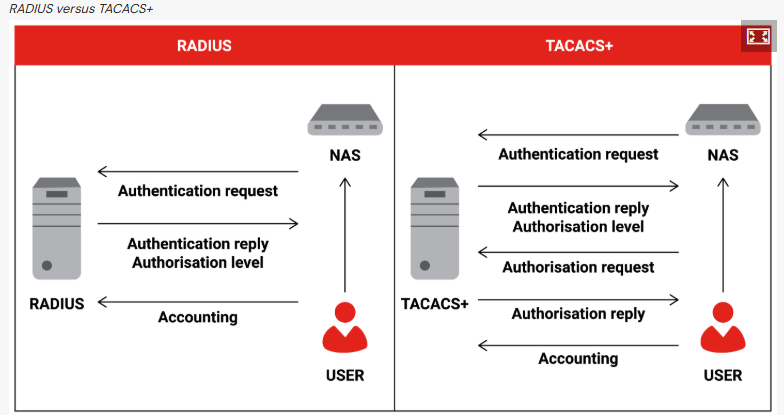 RADIUS versus TACACS+
RADIUS
TACACS+
NAS
Authentication request
Authentication reply
Authorisation level
RADIUS
Accounting
USER
NAS
Authentication request
Authentication reply
Authorisation level
Authorisation request
TACACS+
Authorisation reply
Accounting
USER